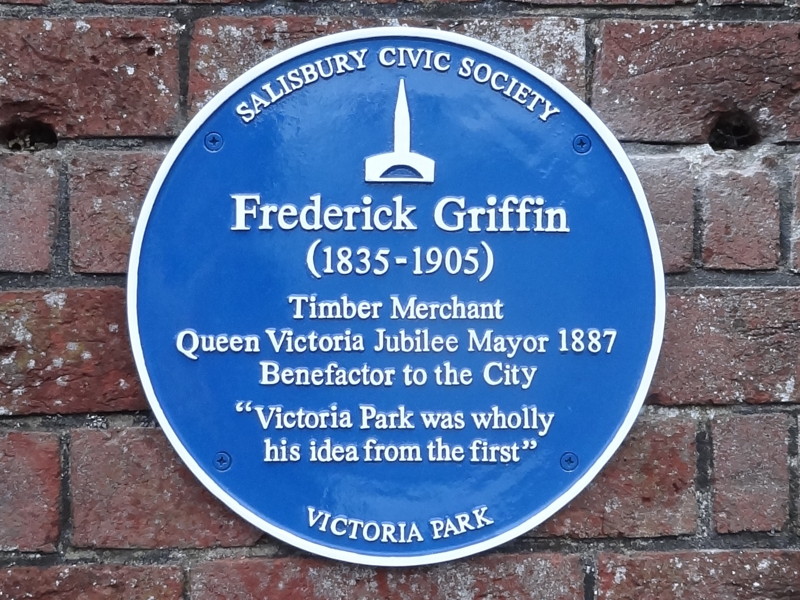 SALISBURY CIVIC SOCIETY
Frederick Griffin
(1835-1905)
Timber Merchant
Queen Victoria Jubilee Mayor 1887
Benefactor to the City
"Victoria Park was wholly
his idea from the first"
VICTORIA PARK